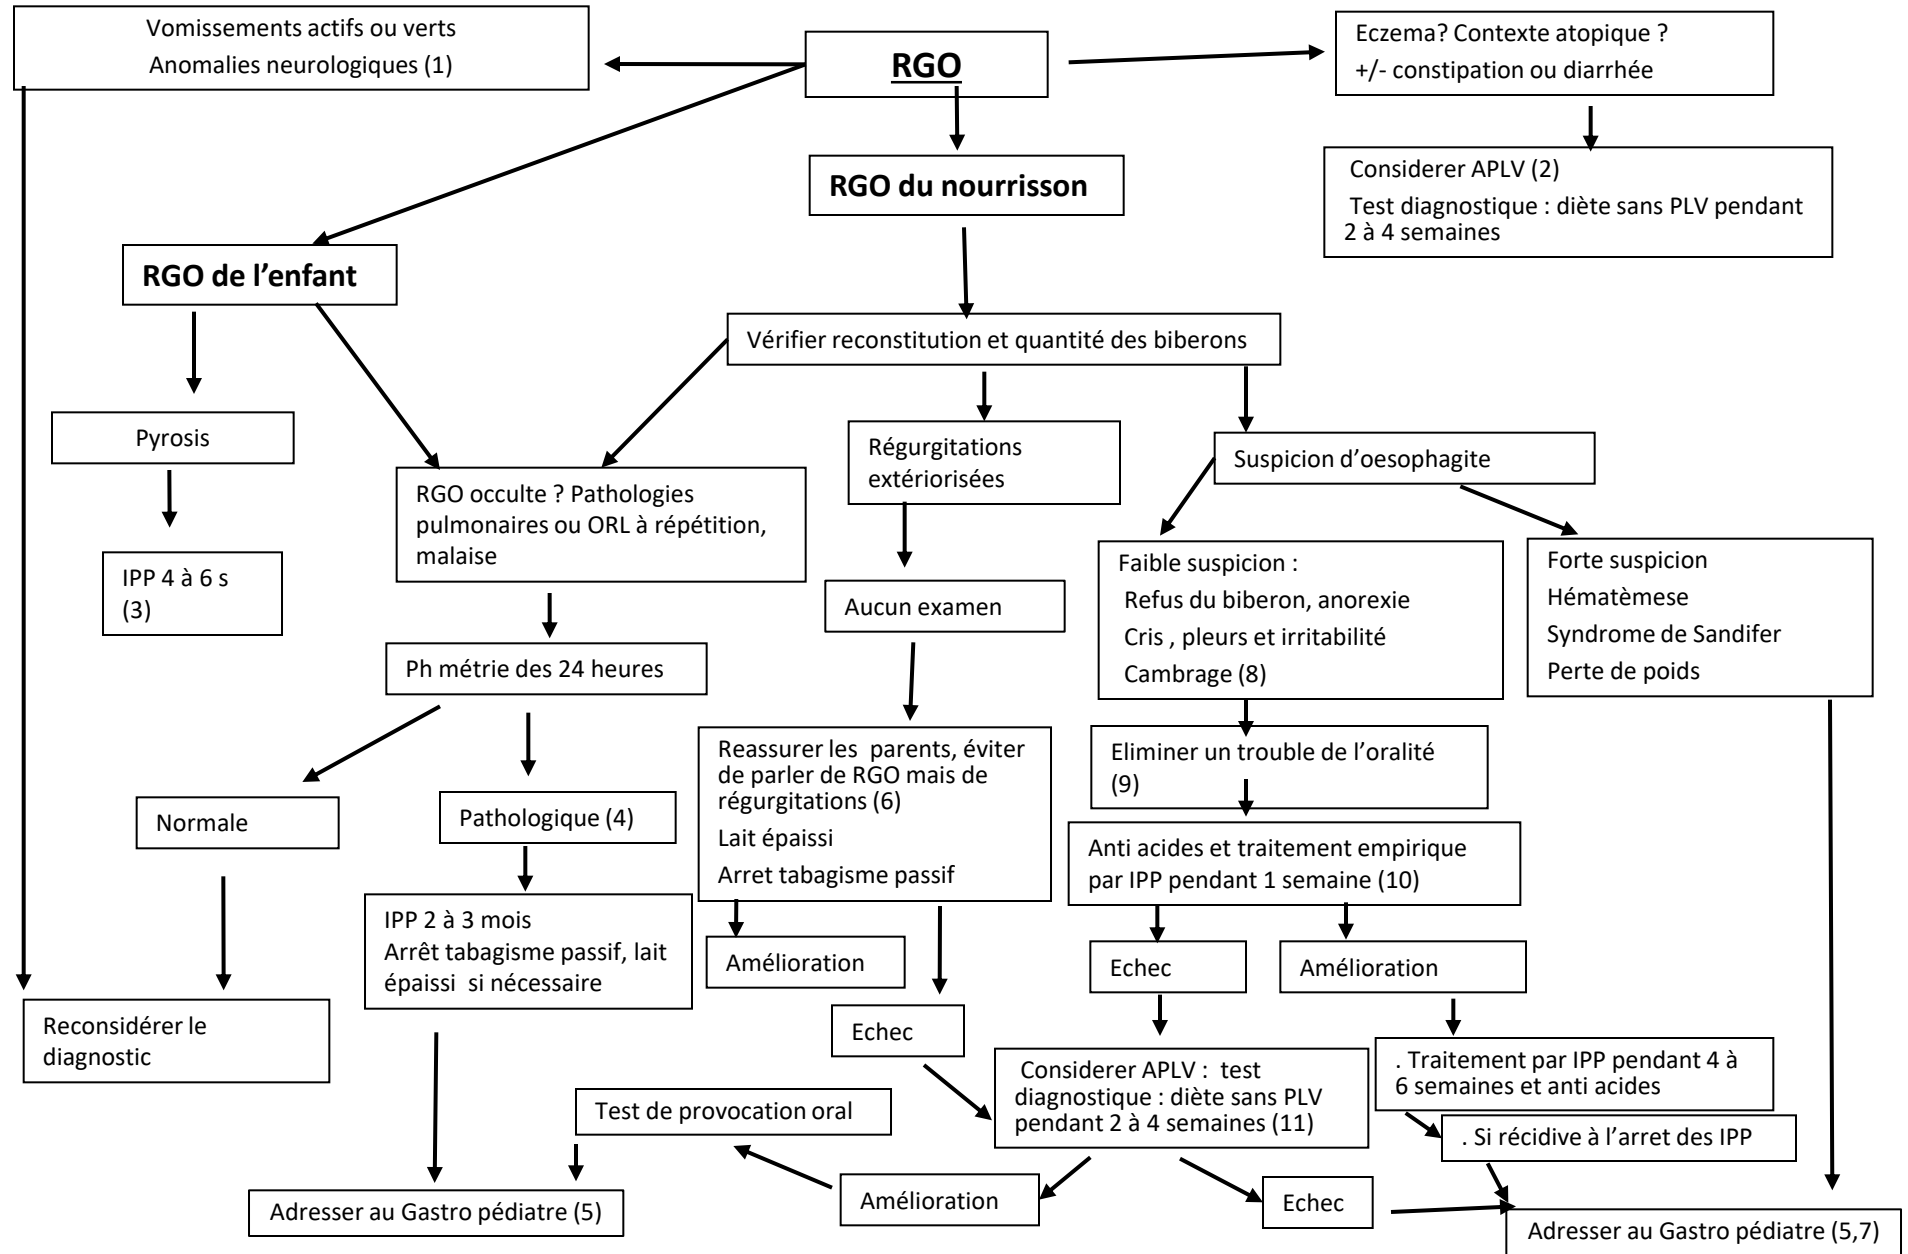 Vomissements actifs ou verts
Anomalies neurologiques (1)
RGO
Eczema? Contexte atopique ?
+/- constipation ou diarrhée
Considerer APLV (2)
Test diagnostique : diète sans PLV pendant
2 à 4 semaines
RGO du nourrisson
RGO de l’enfant
Vérifier reconstitution et quantité des biberons
Pyrosis
IPP 4 à 6 s
(3)
RGO occulte ? Pathologies
pulmonaires ou ORL à répétition,
malaise
Régurgitations
extériorisées
Suspicion d’oesophagite
Faible suspicion :
Refus du biberon, anorexie
Cris , pleurs et irritabilité
Cambrage (8)
Forte suspicion
Hématèmese
Syndrome de Sandifer
Perte de poids
Aucun examen
Ph métrie des 24 heures
Reassurer les parents, éviter
de parler de RGO mais de
régurgitations (6)
Lait épaissi
Arret tabagisme passif
Eliminer un trouble de l’oralité
(9)
Normale
Pathologique (4)
Anti acides et traitement empirique
par IPP pendant 1 semaine (10)
IPP 2 à 3 mois
Arrêt tabagisme passif, lait
épaissi si nécessaire
Amélioration
Echec
Amélioration
Reconsidérer le
diagnostic
Echec
Considerer APLV : test
diagnostique : diète sans PLV
pendant 2 à 4 semaines (11)
. Traitement par IPP pendant 4 à
6 semaines et anti acides
Test de provocation oral
. Si récidive à l’arret des IPP
Adresser au Gastro pédiatre (5)
Amélioration
Echec
Adresser au Gastro pédiatre (5,7)